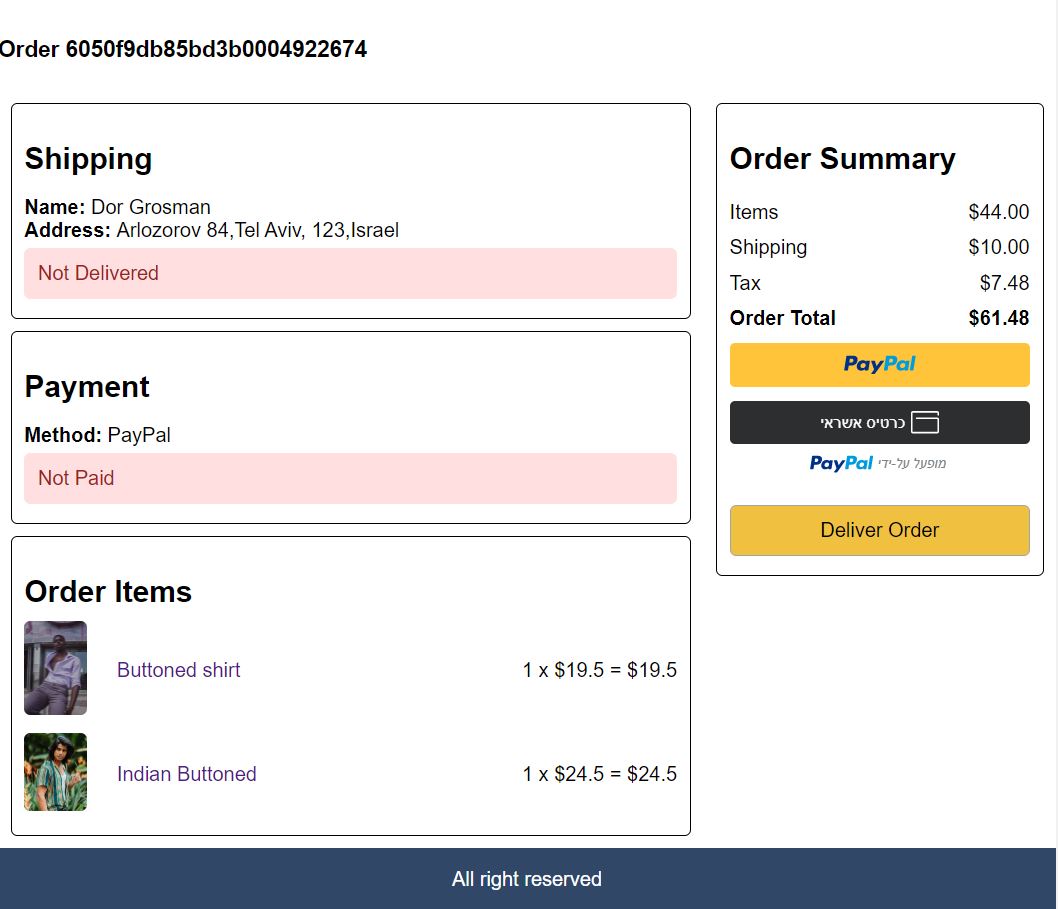 Order 6050f9db85bd3b0004922674
Shipping
Name: Dor Grosman
Address: Arlozorov 84,Tel Aviv, 123,Israel
Not Delivered
Payment
Method: PayPal
Not Paid
Order Items
Buttoned shirt 1 x $19.5 = $19.5
Indian Buttoned 1 x $24.5 = $24.5
Order Summary
Items $44.00
Shipping $10.00
Tax $7.48
Order Total $61.48
PayPal
כרטיס אשראי
מופעל על-ידי PayPal
Deliver Order
All right reserved